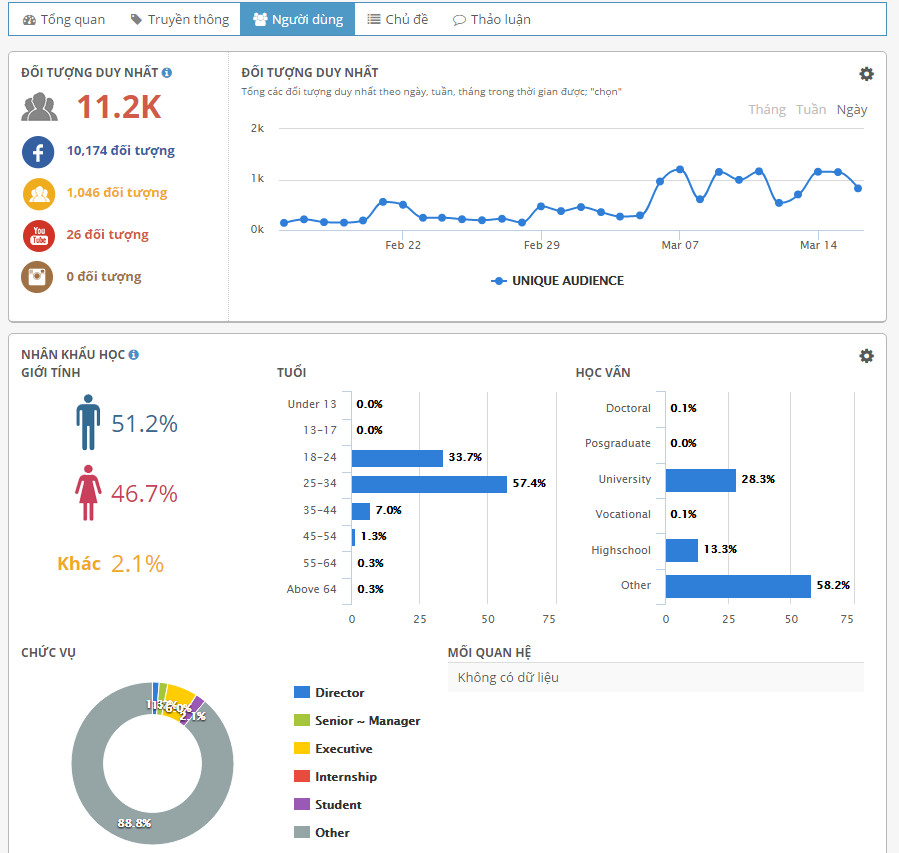 Tổng quan
Truyền thông
Người dùng
Chủ đề
Thảo luận
ĐỐI TƯỢNG DUY NHẤT
11.2K
10,174 đối tượng
1,046 đối tượng
You Tube
26 đối tượng
0 đối tượng
ĐỐI TƯỢNG DUY NHẤT
Tổng các đối tượng duy nhất theo ngày, tuần, tháng trong thời gian được; "chọn"
Tháng Tuần Ngày
2k
1k
0k
Feb 22
Feb 29
Mar 07
Mar 14
UNIQUE AUDIENCE
NHÂN KHẨU HỌC
GIỚI TÍNH
51.2%
46.7%
Khác 2.1%
TUỔI
Under 13 0.0%
13-17 0.0%
18-24 33.7%
25-34 57.4%
35-44 7.0%
45-54 1.3%
55-64 0.3%
Above 64 0.3%
0 25 50 75
HỌC VẤN
Doctoral 0.1%
Posgraduate 0.0%
University 28.3%
Vocational 0.1%
Highschool 13.3%
Other 58.2%
0 25 50 75
CHỨC VỤ
2.1%
88.8%
Director
Senior ~ Manager
Executive
Internship
Student
Other
MỐI QUAN HỆ
Không có dữ liệu